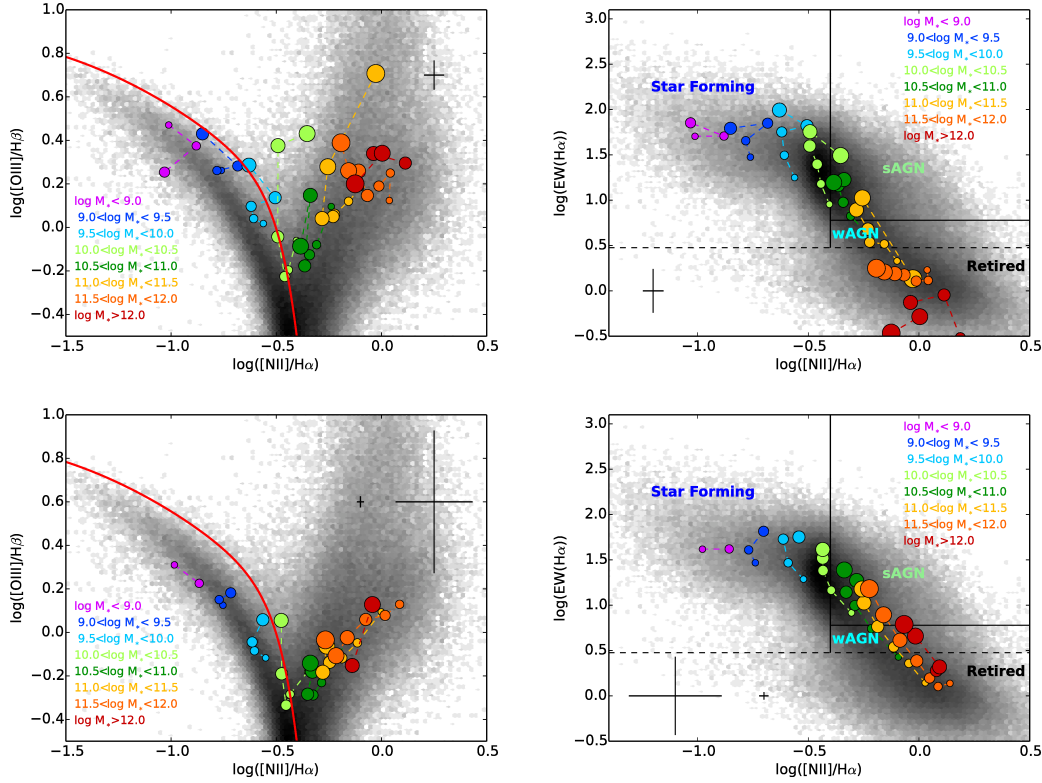 1.0
0.8
0.6
0.4
0.2
0.0
−0.2
−0.4
log([OIII]/Hβ)
log M∗< 9.0
9.0<log M∗< 9.5
9.5<log M∗<10.0
10.0<log M∗<10.5
10.5<log M∗<11.0
11.0<log M∗<11.5
11.5<log M∗<12.0
log M∗>12.0
−1.5 −1.0 −0.5 0.0 0.5
log([NII]/Hα)
3.0
2.5
2.0
1.5
1.0
0.5
0.0
−0.5
log(EW(Hα))
log M∗< 9.0
9.0<log M∗< 9.5
9.5<log M∗<10.0
10.0<log M∗<10.5
10.5<log M∗<11.0
11.0<log M∗<11.5
11.5<log M∗<12.0
log M∗>12.0
Star Forming
sAGN
wAGN
Retired
−1.0 −0.5 0.0 0.5
log([NII]/Hα)
1.0
0.8
0.6
0.4
0.2
0.0
−0.2
−0.4
log([OIII]/Hβ)
log M∗< 9.0
9.0<log M∗< 9.5
9.5<log M∗<10.0
10.0<log M∗<10.5
10.5<log M∗<11.0
11.0<log M∗<11.5
11.5<log M∗<12.0
log M∗>12.0
−1.5 −1.0 −0.5 0.0 0.5
log([NII]/Hα)
3.0
2.5
2.0
1.5
1.0
0.5
0.0
−0.5
log(EW(Hα))
log M∗< 9.0
9.0<log M∗< 9.5
9.5<log M∗<10.0
10.0<log M∗<10.5
10.5<log M∗<11.0
11.0<log M∗<11.5
11.5<log M∗<12.0
log M∗>12.0
Star Forming
sAGN
wAGN
Retired
−1.0 −0.5 0.0 0.5
log([NII]/Hα)